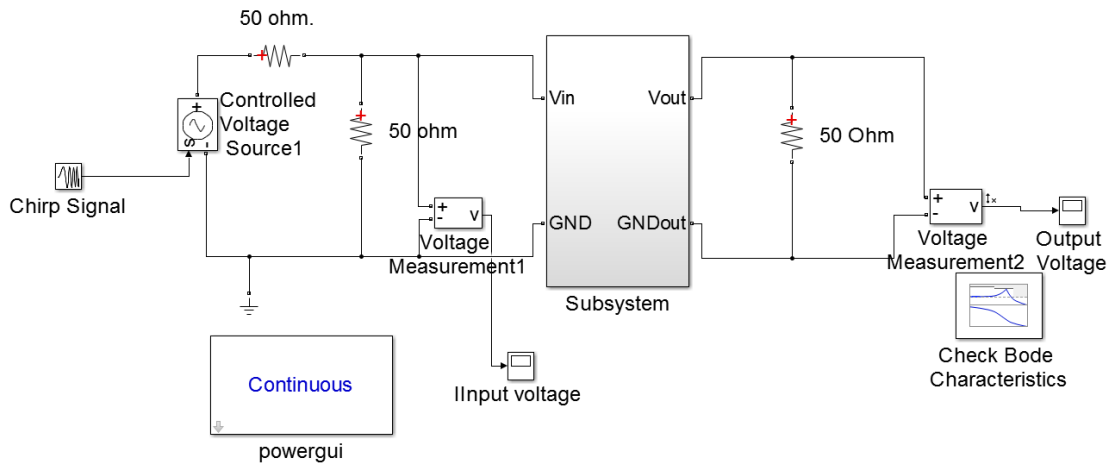 50 ohm.
Controlled
Voltage
Source1
+
-
s
50 ohm
Chirp Signal
+
-
v
Voltage
Measurement1
Vin
GND
Vout
GNDout
Subsystem
50 Ohm
+
-
v
Voltage
Measurement2
Output
Voltage
Check Bode
Characteristics
IInput voltage
Continuous
powergui